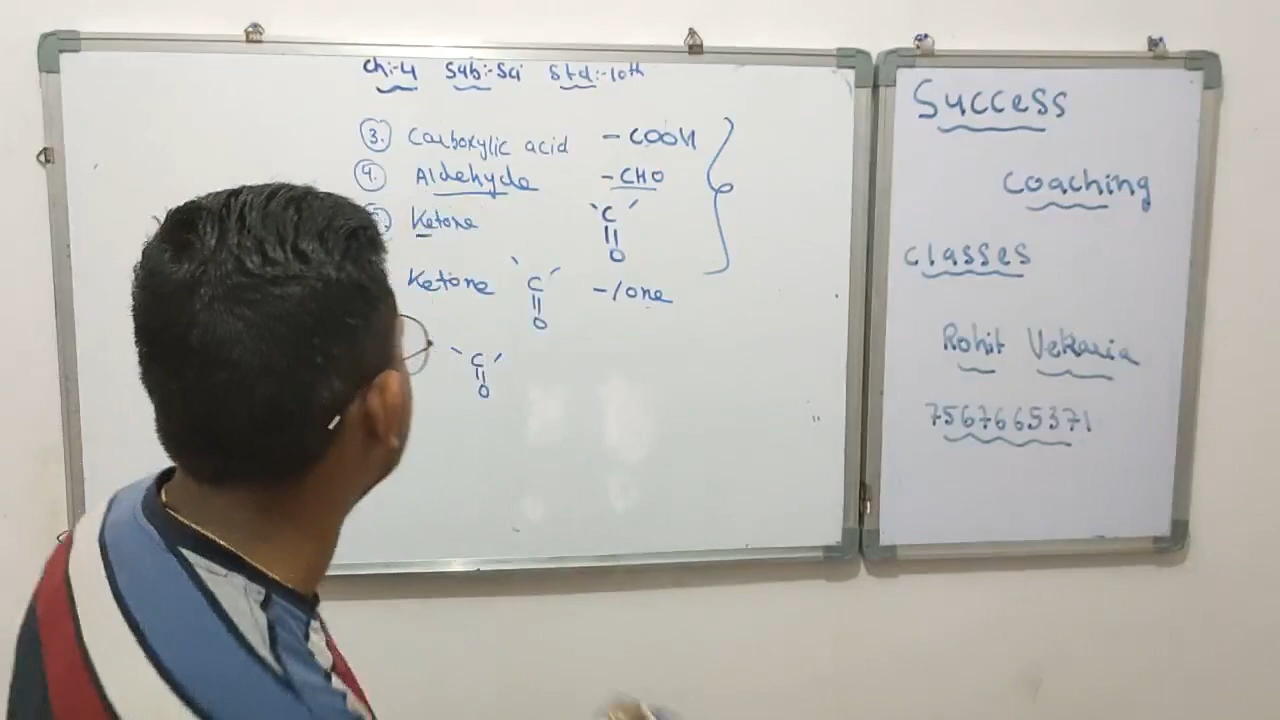 Ch:-4 Sub:-Sci Std:-10th
3. Carboxylic acid -COOH
4. Aldehyde -CHO
Ketone C
O
Ketone C -/one
O
C
O
Success
Coaching
Classes
Rohit Vekaria
7567665371